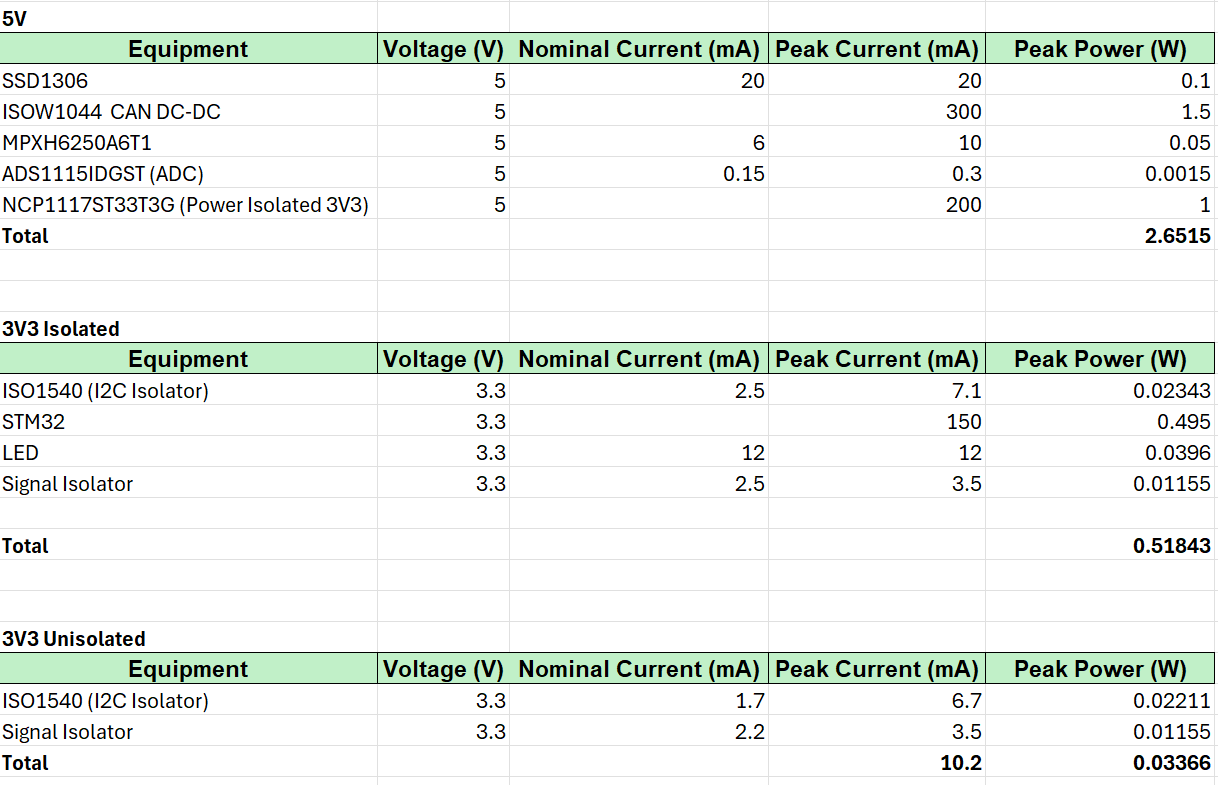 5V
Equipment Voltage (V) Nominal Current (mA) Peak Current (mA) Peak Power (W)
SSD1306 5 20 20 0.1
ISOW1044  CAN DC-DC 5 300 1.5
MPXH6250A6T1 5 6 10 0.05
ADS1115IDGST (ADC) 5 0.15 0.3 0.0015
NCP1117ST33T3G (Power Isolated 3V3) 5 200 1
Total 2.6515
3V3 Isolated
Equipment Voltage (V) Nominal Current (mA) Peak Current (mA) Peak Power (W)
ISO1540 (I2C Isolator) 3.3 2.5 7.1 0.02343
STM32 3.3 150 0.495
LED 3.3 12 12 0.0396
Signal Isolator 3.3 2.5 3.5 0.01155
Total 0.51843
3V3 Unisolated
Equipment Voltage (V) Nominal Current (mA) Peak Current (mA) Peak Power (W)
ISO1540 (I2C Isolator) 3.3 1.7 6.7 0.02211
Signal Isolator 3.3 2.2 3.5 0.01155
Total 10.2 0.03366